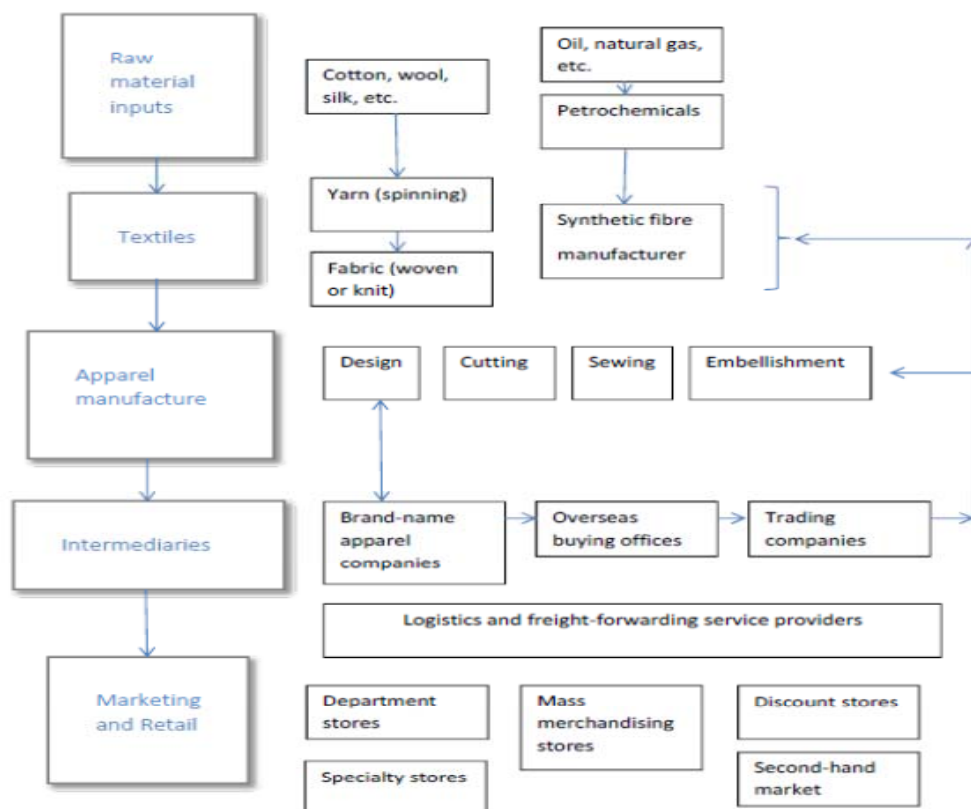 Raw
material
inputs
Cotton, wool,
silk, etc.
Oil, natural gas,
etc.
Petrochemicals
Textiles
Yarn (spinning)
Fabric (woven
or knit)
Synthetic fibre
manufacturer
Apparel
manufacture
Design
Cutting
Sewing
Embellishment
Intermediaries
Brand-name
apparel
companies
Overseas
buying offices
Trading
companies
Logistics and freight-forwarding service providers
Marketing
and Retail
Department
stores
Mass
merchandising
stores
Discount stores
Specialty stores
Second-hand
market